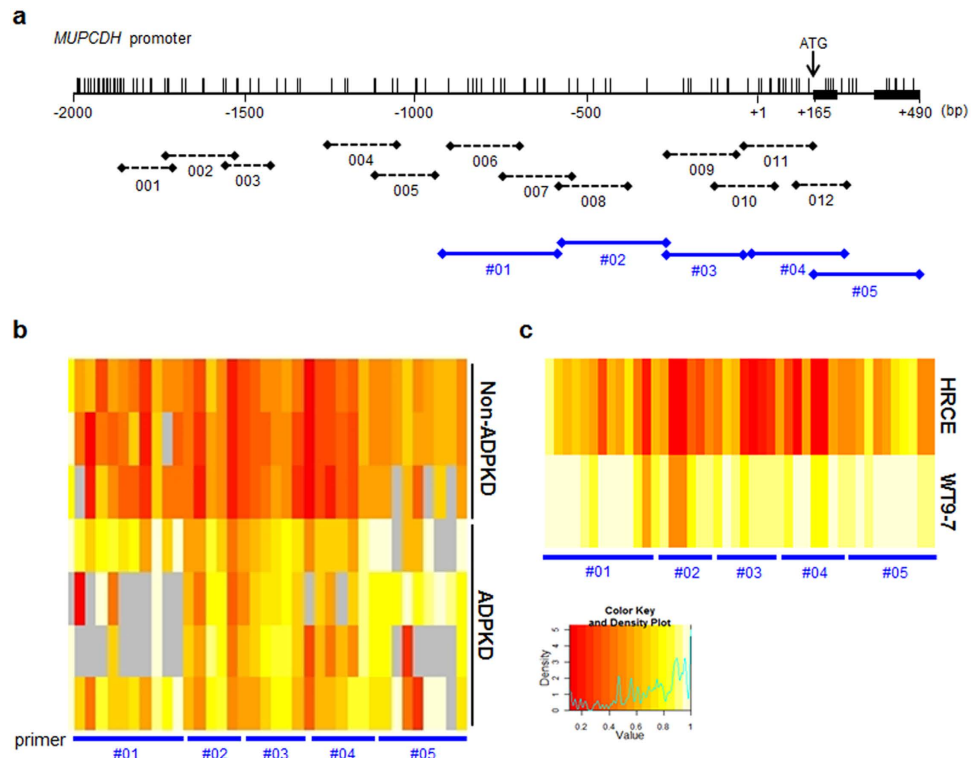 a
MUPCDH promoter
ATG
-2000 -1500 -1000 -500 +1 +165 +490 (bp)
001 002 003 004 005 006 007 008 009 010 011 012
#01 #02 #03 #04 #05
b
Non-ADPKD
ADPKD
primer #01 #02 #03 #04 #05
c
HRCE
WT9-7
#01 #02 #03 #04 #05
Color Key
and Density Plot
Density
0 1 2 3 4 5
0.2 0.4 0.6 0.8 1
Value